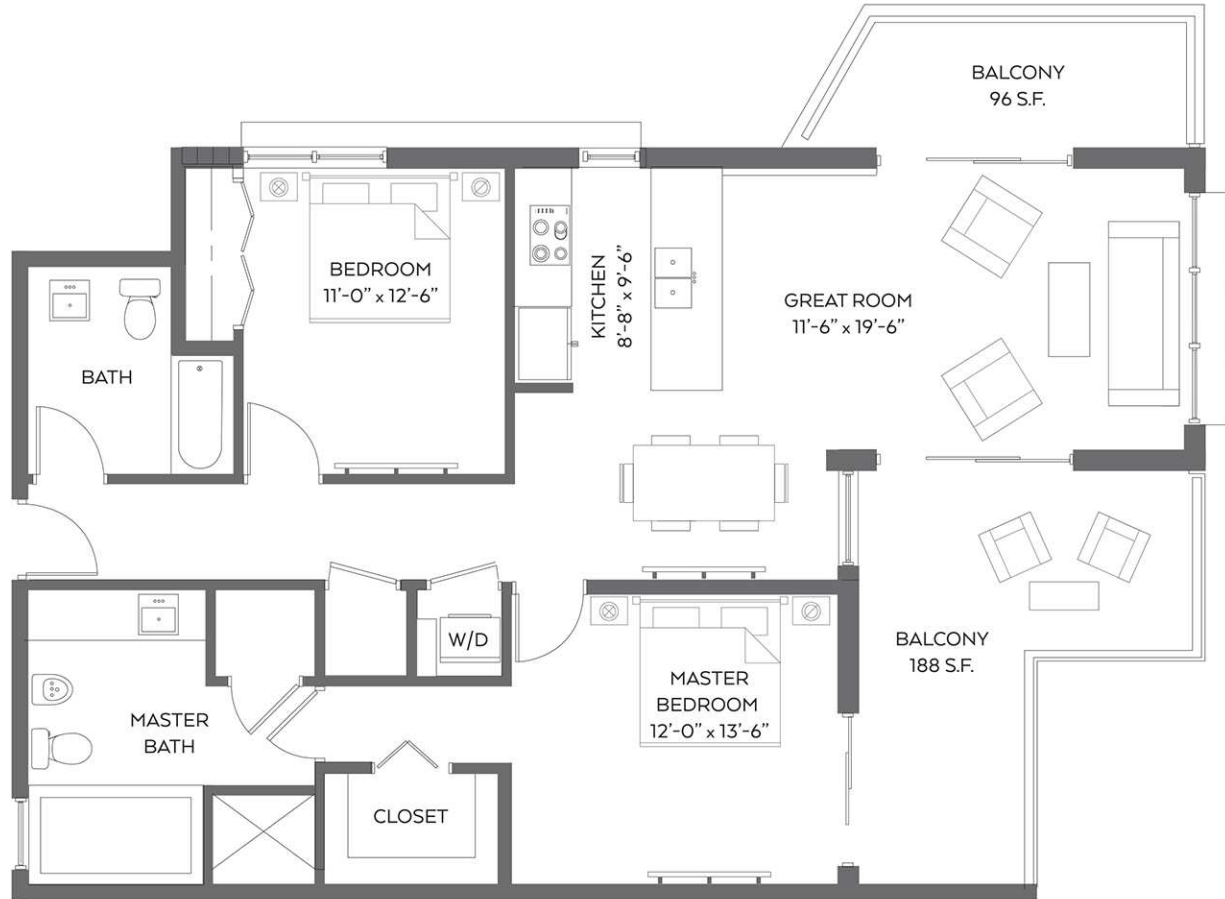 BALCONY
96 S.F.
BEDROOM
11'-0" x 12'-6"
KITCHEN
8'-8" x 9'-6"
GREAT ROOM
11'-6" x 19'-6"
BATH
W/D
BALCONY
188 S.F.
MASTER
BEDROOM
12'-0" x 13'-6"
MASTER
BATH
CLOSET